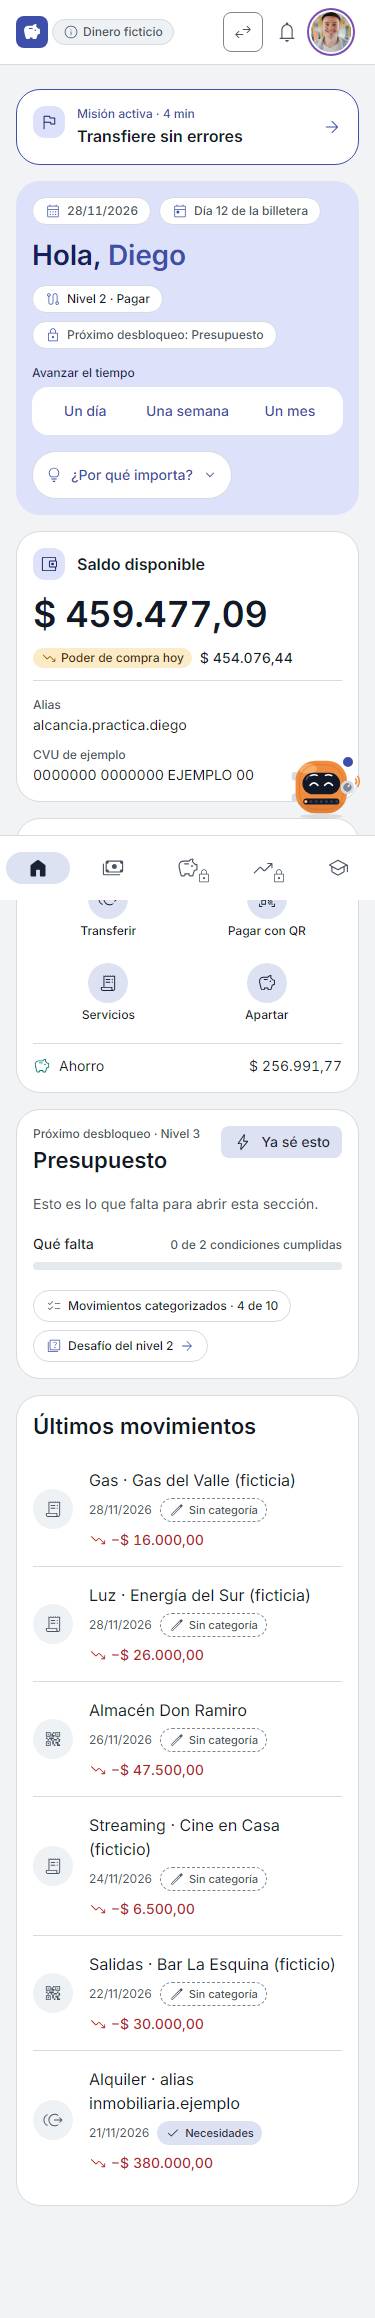 Dinero ficticio
Misión activa · 4 min
Transfiere sin errores
28/11/2026
Día 12 de la billetera
Hola, Diego
Nivel 2 · Pagar
Próximo desbloqueo: Presupuesto
Avanzar el tiempo
Un día
Una semana
Un mes
¿Por qué importa?
Saldo disponible
$ 459.477,09
Poder de compra hoy
$ 454.076,44
Alias
alcancia.practica.diego
CVU de ejemplo
0000000 0000000 EJEMPLO 00
Transferir
Pagar con QR
Servicios
Apartar
Ahorro
$ 256.991,77
Próximo desbloqueo · Nivel 3
Presupuesto
Ya sé esto
Esto es lo que falta para abrir esta sección.
Qué falta
0 de 2 condiciones cumplidas
Movimientos categorizados · 4 de 10
Desafío del nivel 2
Últimos movimientos
Gas · Gas del Valle (ficticia)
28/11/2026
Sin categoría
−$ 16.000,00
Luz · Energía del Sur (ficticia)
28/11/2026
Sin categoría
−$ 26.000,00
Almacén Don Ramiro
26/11/2026
Sin categoría
−$ 47.500,00
Streaming · Cine en Casa
(ficticio)
24/11/2026
Sin categoría
−$ 6.500,00
Salidas · Bar La Esquina (ficticio)
22/11/2026
Sin categoría
−$ 30.000,00
Alquiler · alias
inmobiliaria.ejemplo
21/11/2026
Necesidades
−$ 380.000,00